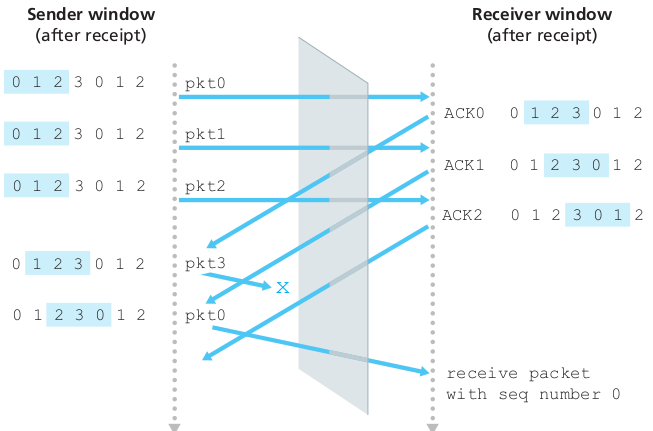 Sender window
(after receipt)
Receiver window
(after receipt)
0 1 2 3 0 1 2
pkt0
ACK0 0 1 2 3 0 1 2
0 1 2 3 0 1 2
pkt1
ACK1 0 1 2 3 0 1 2
0 1 2 3 0 1 2
pkt2
ACK2 0 1 2 3 0 1 2
0 1 2 3 0 1 2
pkt3
X
0 1 2 3 0 1 2
pkt0
receive packet
with seq number 0